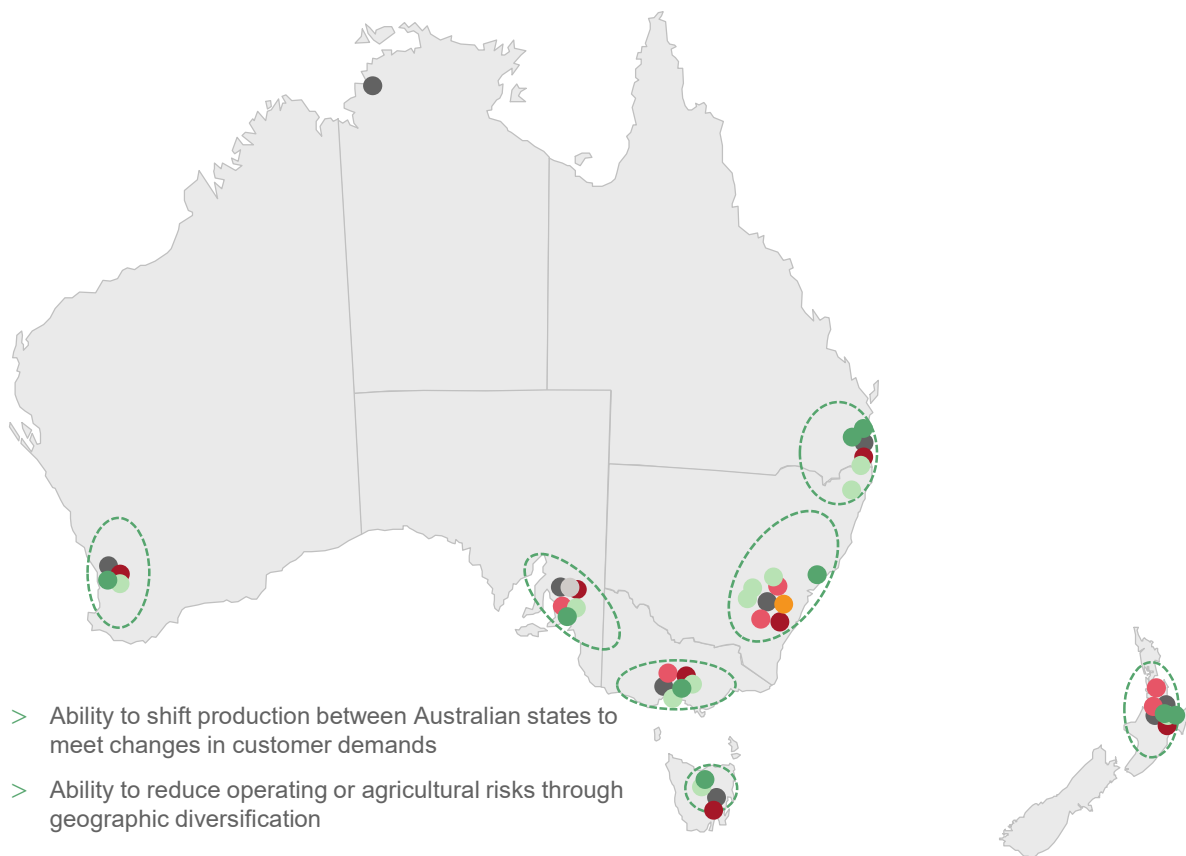 > Ability to shift production between Australian states to
meet changes in customer demands
> Ability to reduce operating or agricultural risks through
geographic diversification